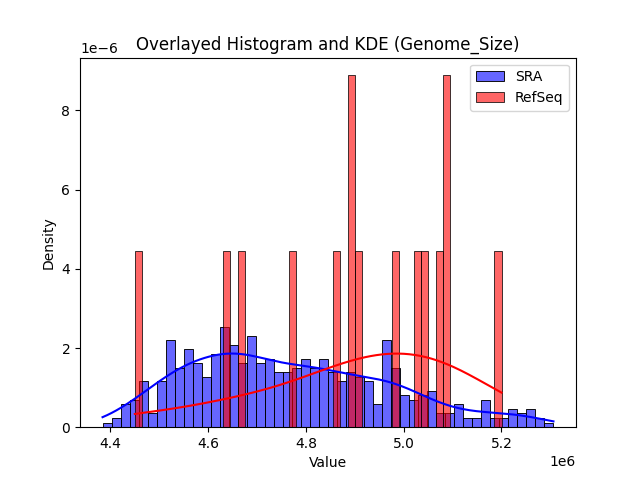 Overlayed Histogram and KDE (Genome_Size)
1e−6
SRA
RefSeq
8
6
4
2
0
Density
4.4
4.6
4.8
5.0
5.2
1e6
Value